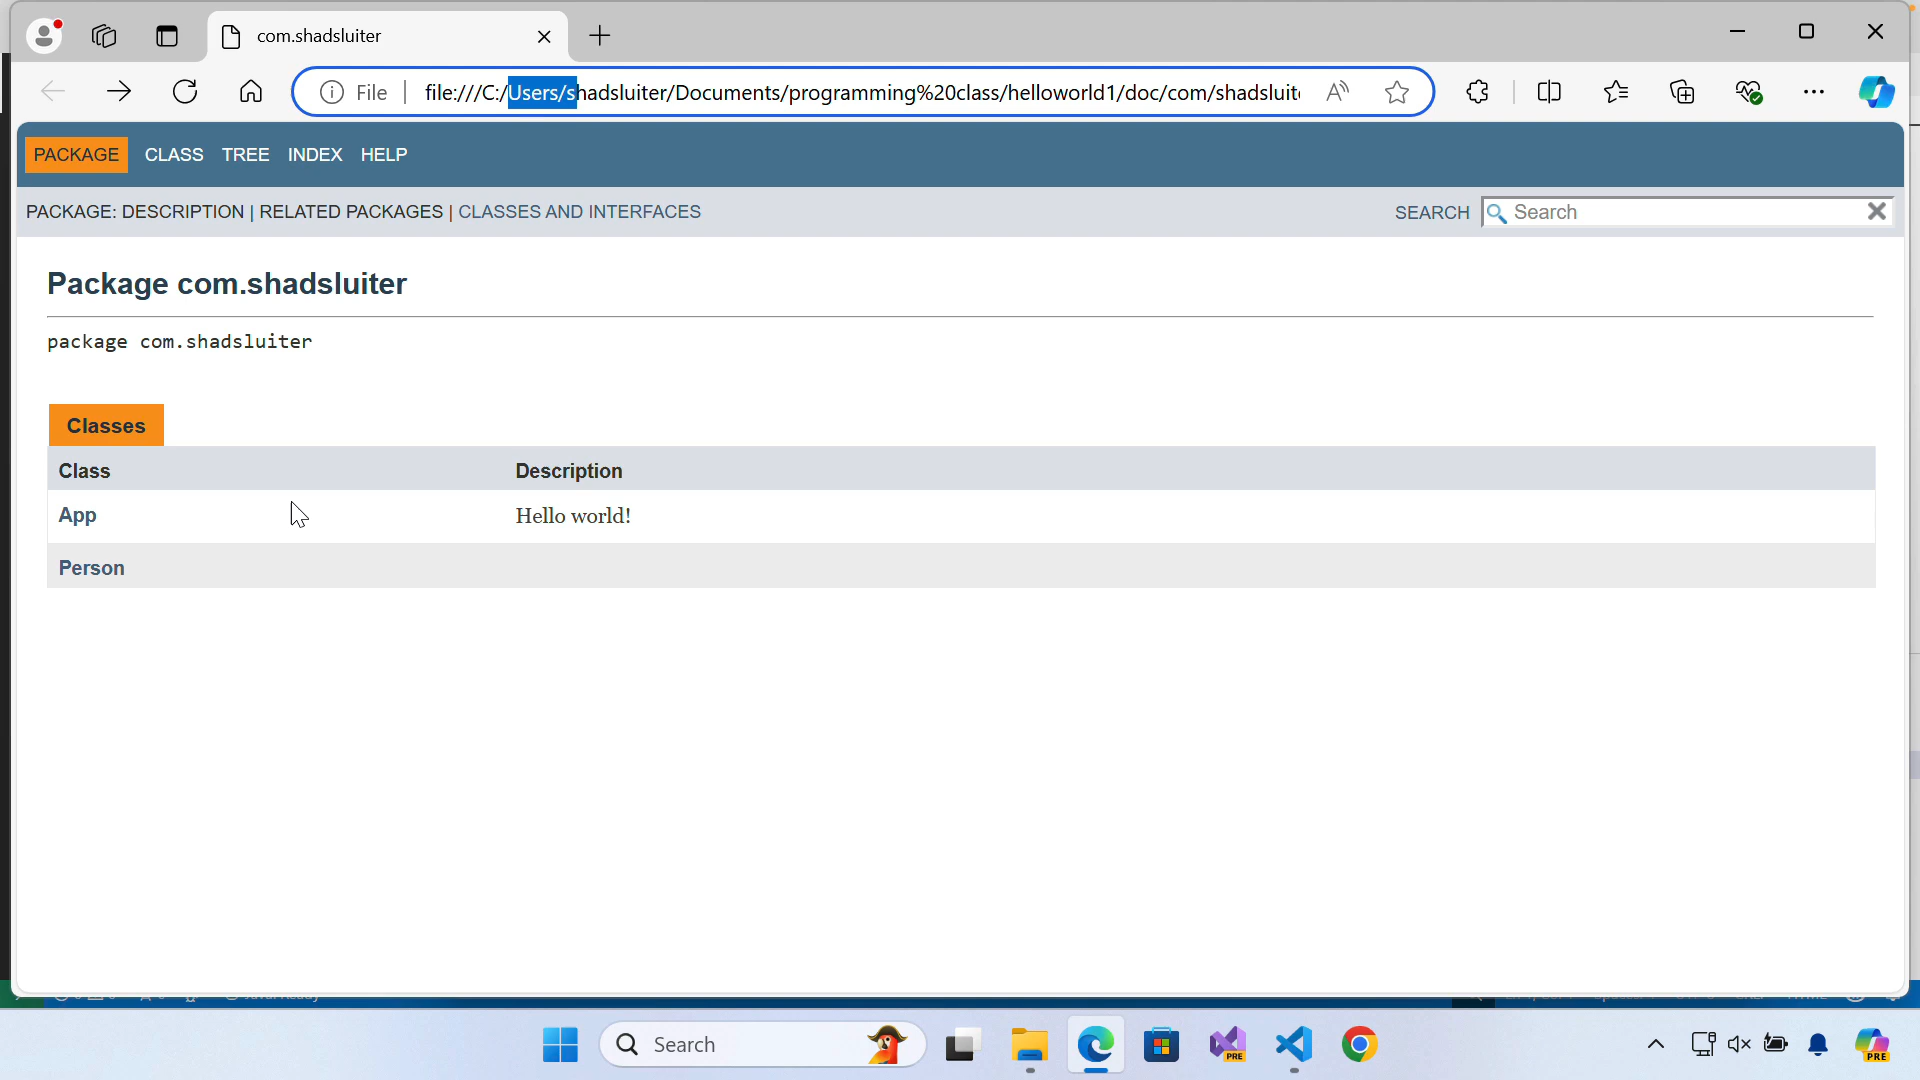 com.shadsluiter
File
file:///C:/Users/shadsluiter/Documents/programming%20class/helloworld1/doc/com/shadsluit
PACKAGE CLASS TREE INDEX HELP
PACKAGE: DESCRIPTION | RELATED PACKAGES | CLASSES AND INTERFACES
SEARCH Search
Package com.shadsluiter
package com.shadsluiter
Classes
Class Description
App Hello world!
Person
Search
PRE
PRE